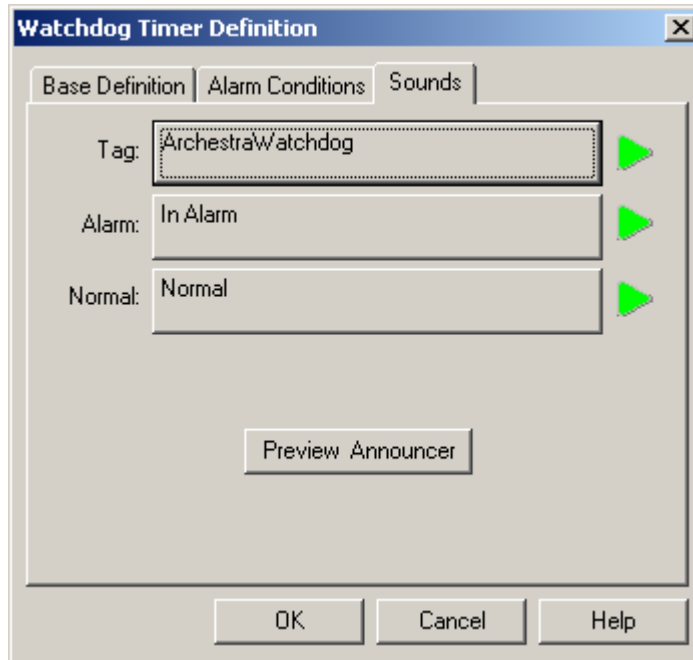 Watchdog Timer Definition
Base Definition Alarm Conditions Sounds
Tag: ArchestraWatchdog
Alarm: In Alarm
Normal: Normal
Preview Announcer
OK Cancel Help